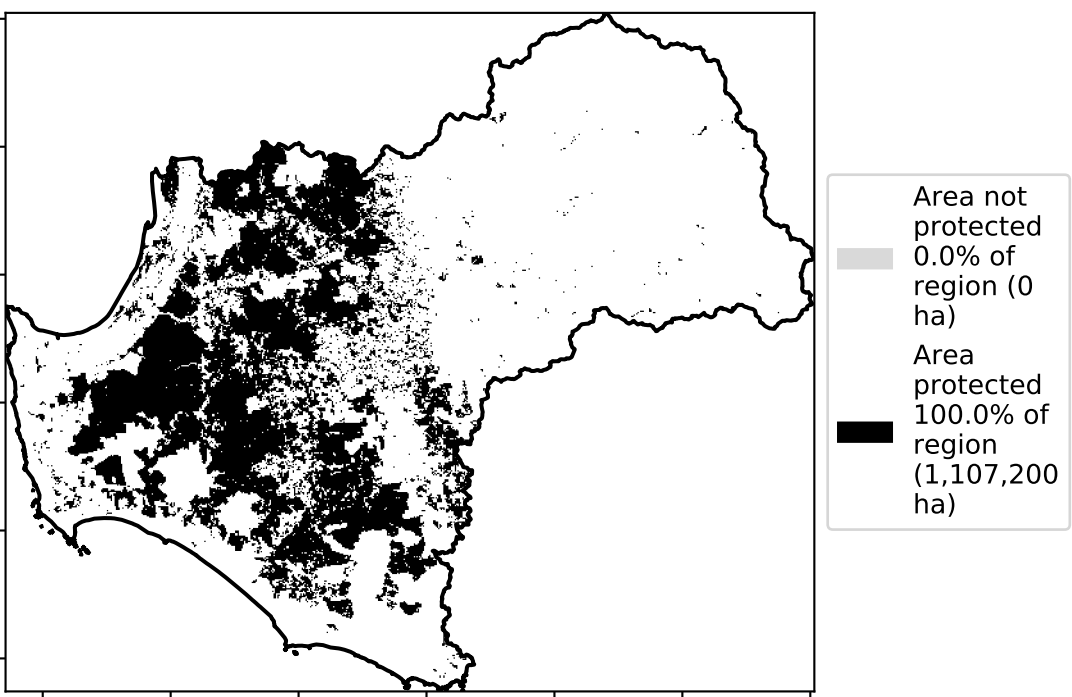 Area not
protected
0.0% of
region (0
ha)
Area
protected
100.0% of
region
(1,107,200
ha)